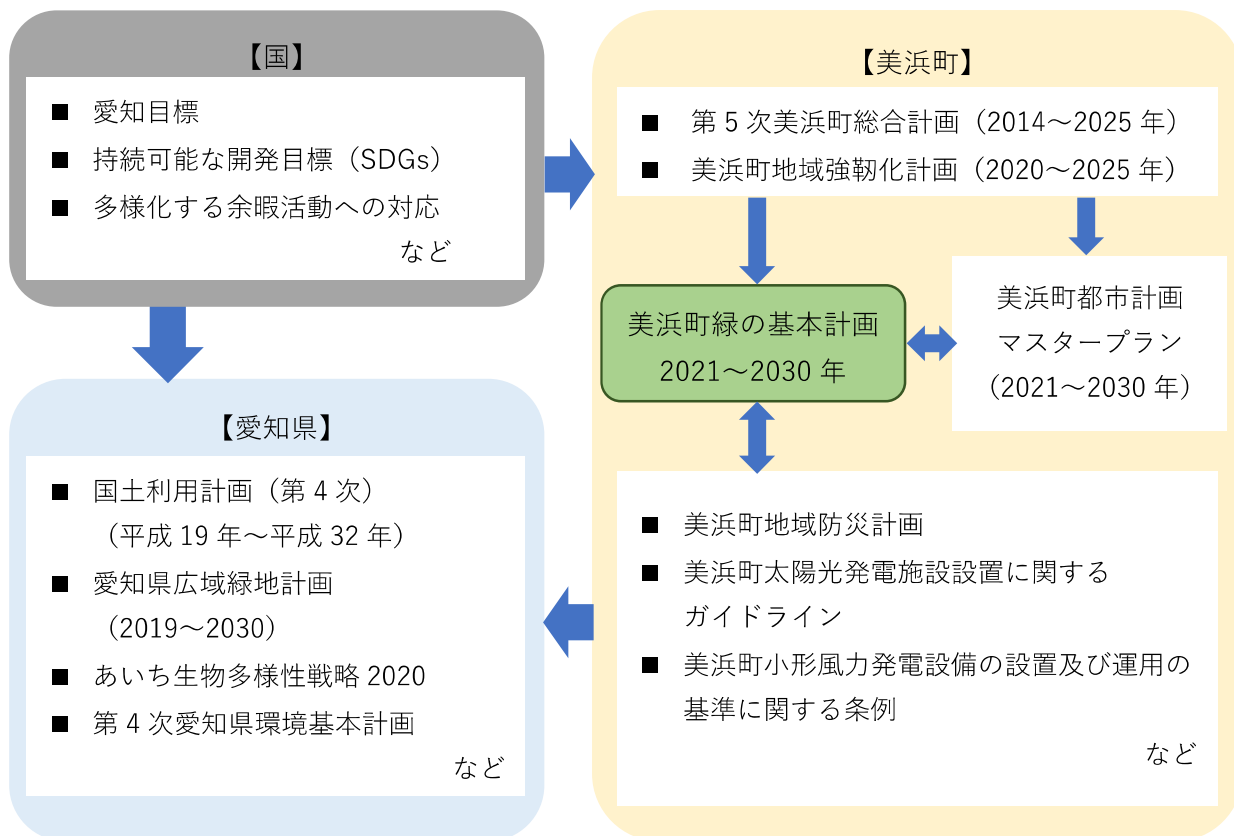 【国】
■ 愛知目標
■ 持続可能な開発目標（SDGs）
■ 多様化する余暇活動への対応
など
【愛知県】
■ 国土利用計画（第 4 次）
（平成 19 年～平成 32 年）
■ 愛知県広域緑地計画
（2019～2030）
■ あいち生物多様性戦略 2020
■ 第 4 次愛知県環境基本計画
など
【美浜町】
■ 第 5 次美浜町総合計画（2014～2025 年）
■ 美浜町地域強靭化計画（2020～2025 年）
美浜町緑の基本計画
2021～2030 年
美浜町都市計画
マスタープラン
（2021～2030 年）
■ 美浜町地域防災計画
■ 美浜町太陽光発電施設設置に関する
ガイドライン
■ 美浜町小形風力発電設備の設置及び運用の
基準に関する条例
など